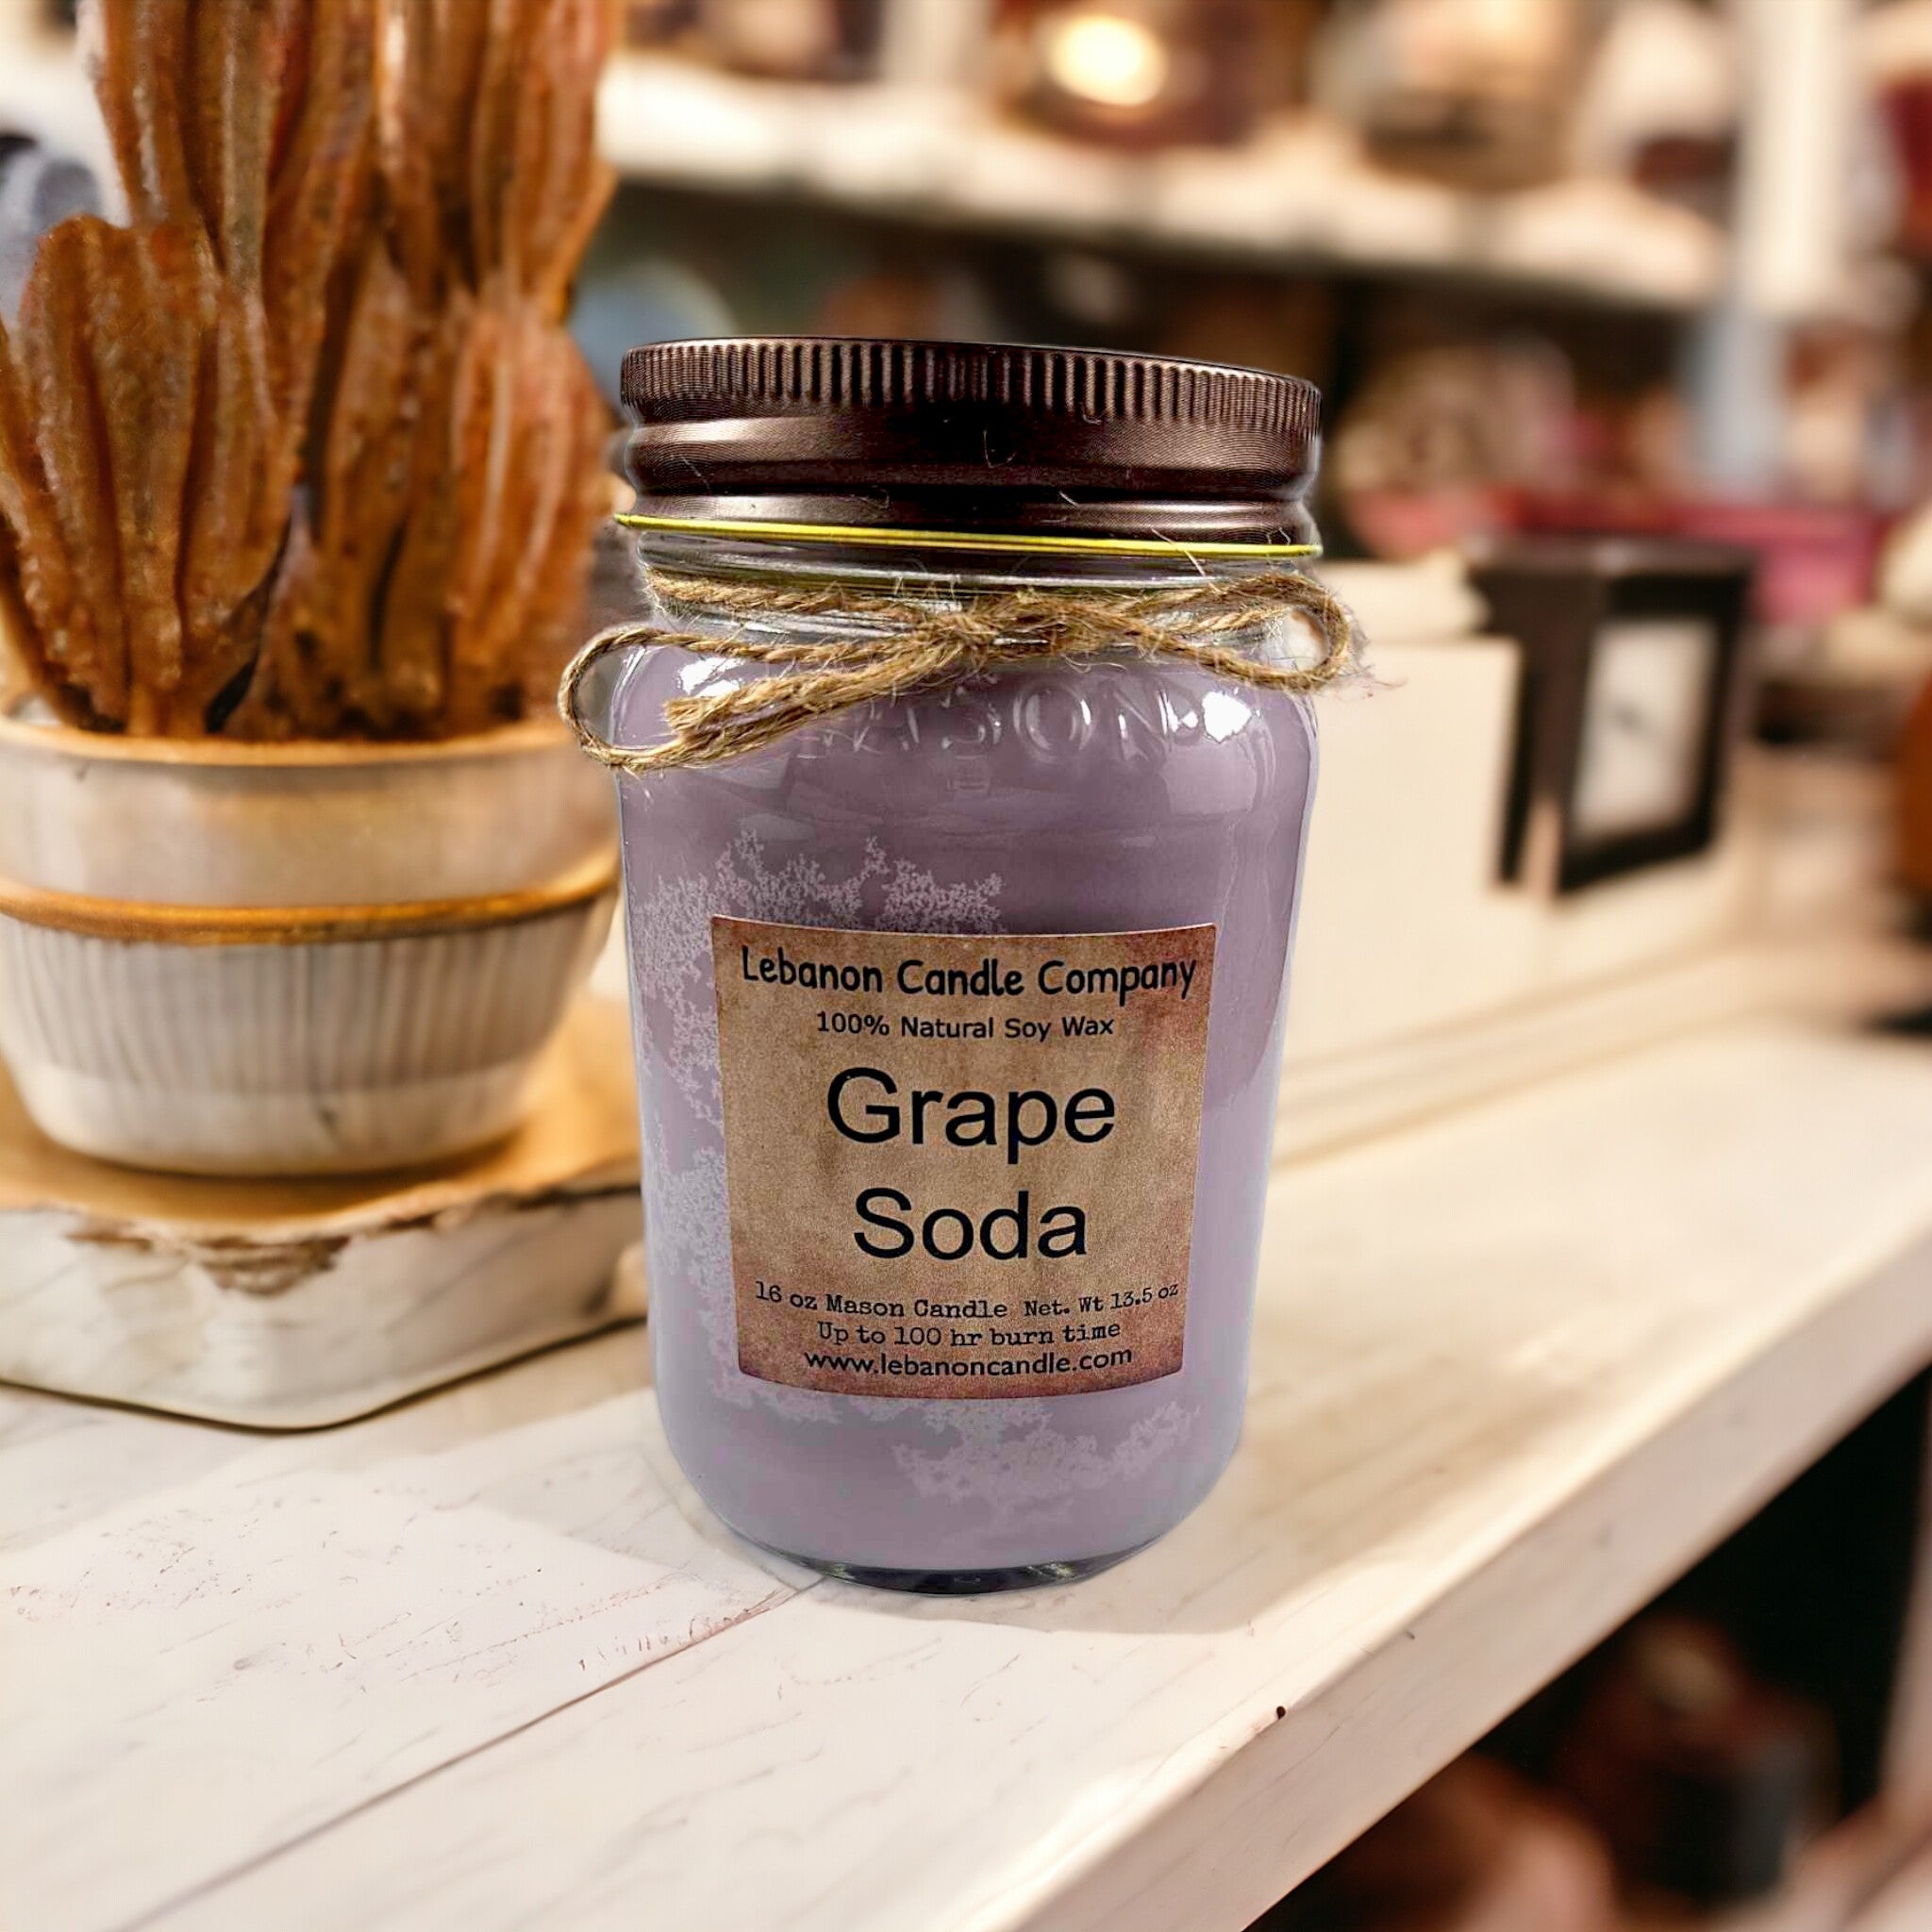 MASON
Lebanon Candle Company
100% Natural Soy Wax
Grape
Soda
16 oz Mason Candle Net. Wt 13.5 oz
Up to 100 hr burn time
www.lebanoncandle.com